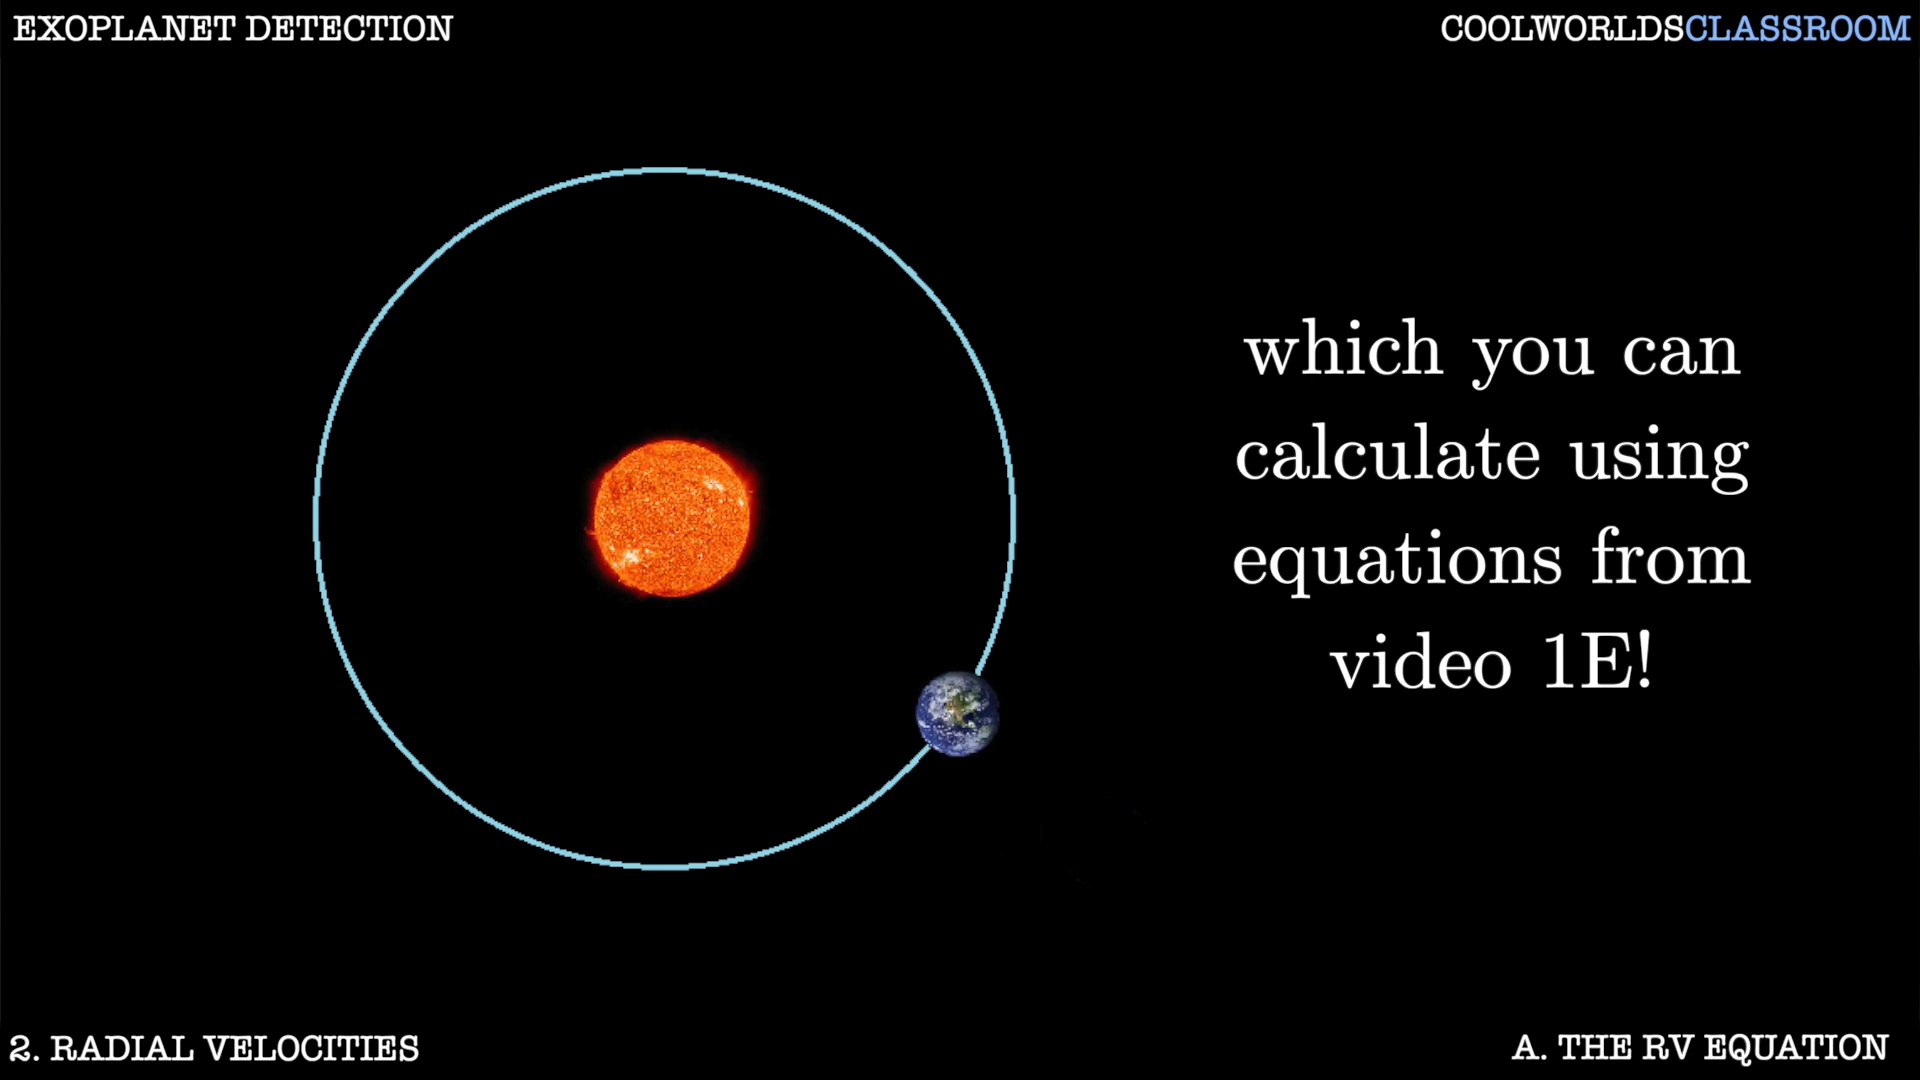 EXOPLANET DETECTION
COOLWORLDSCLASSROOM
which you can
calculate using
equations from
video 1E!
2. RADIAL VELOCITIES
A. THE RV EQUATION